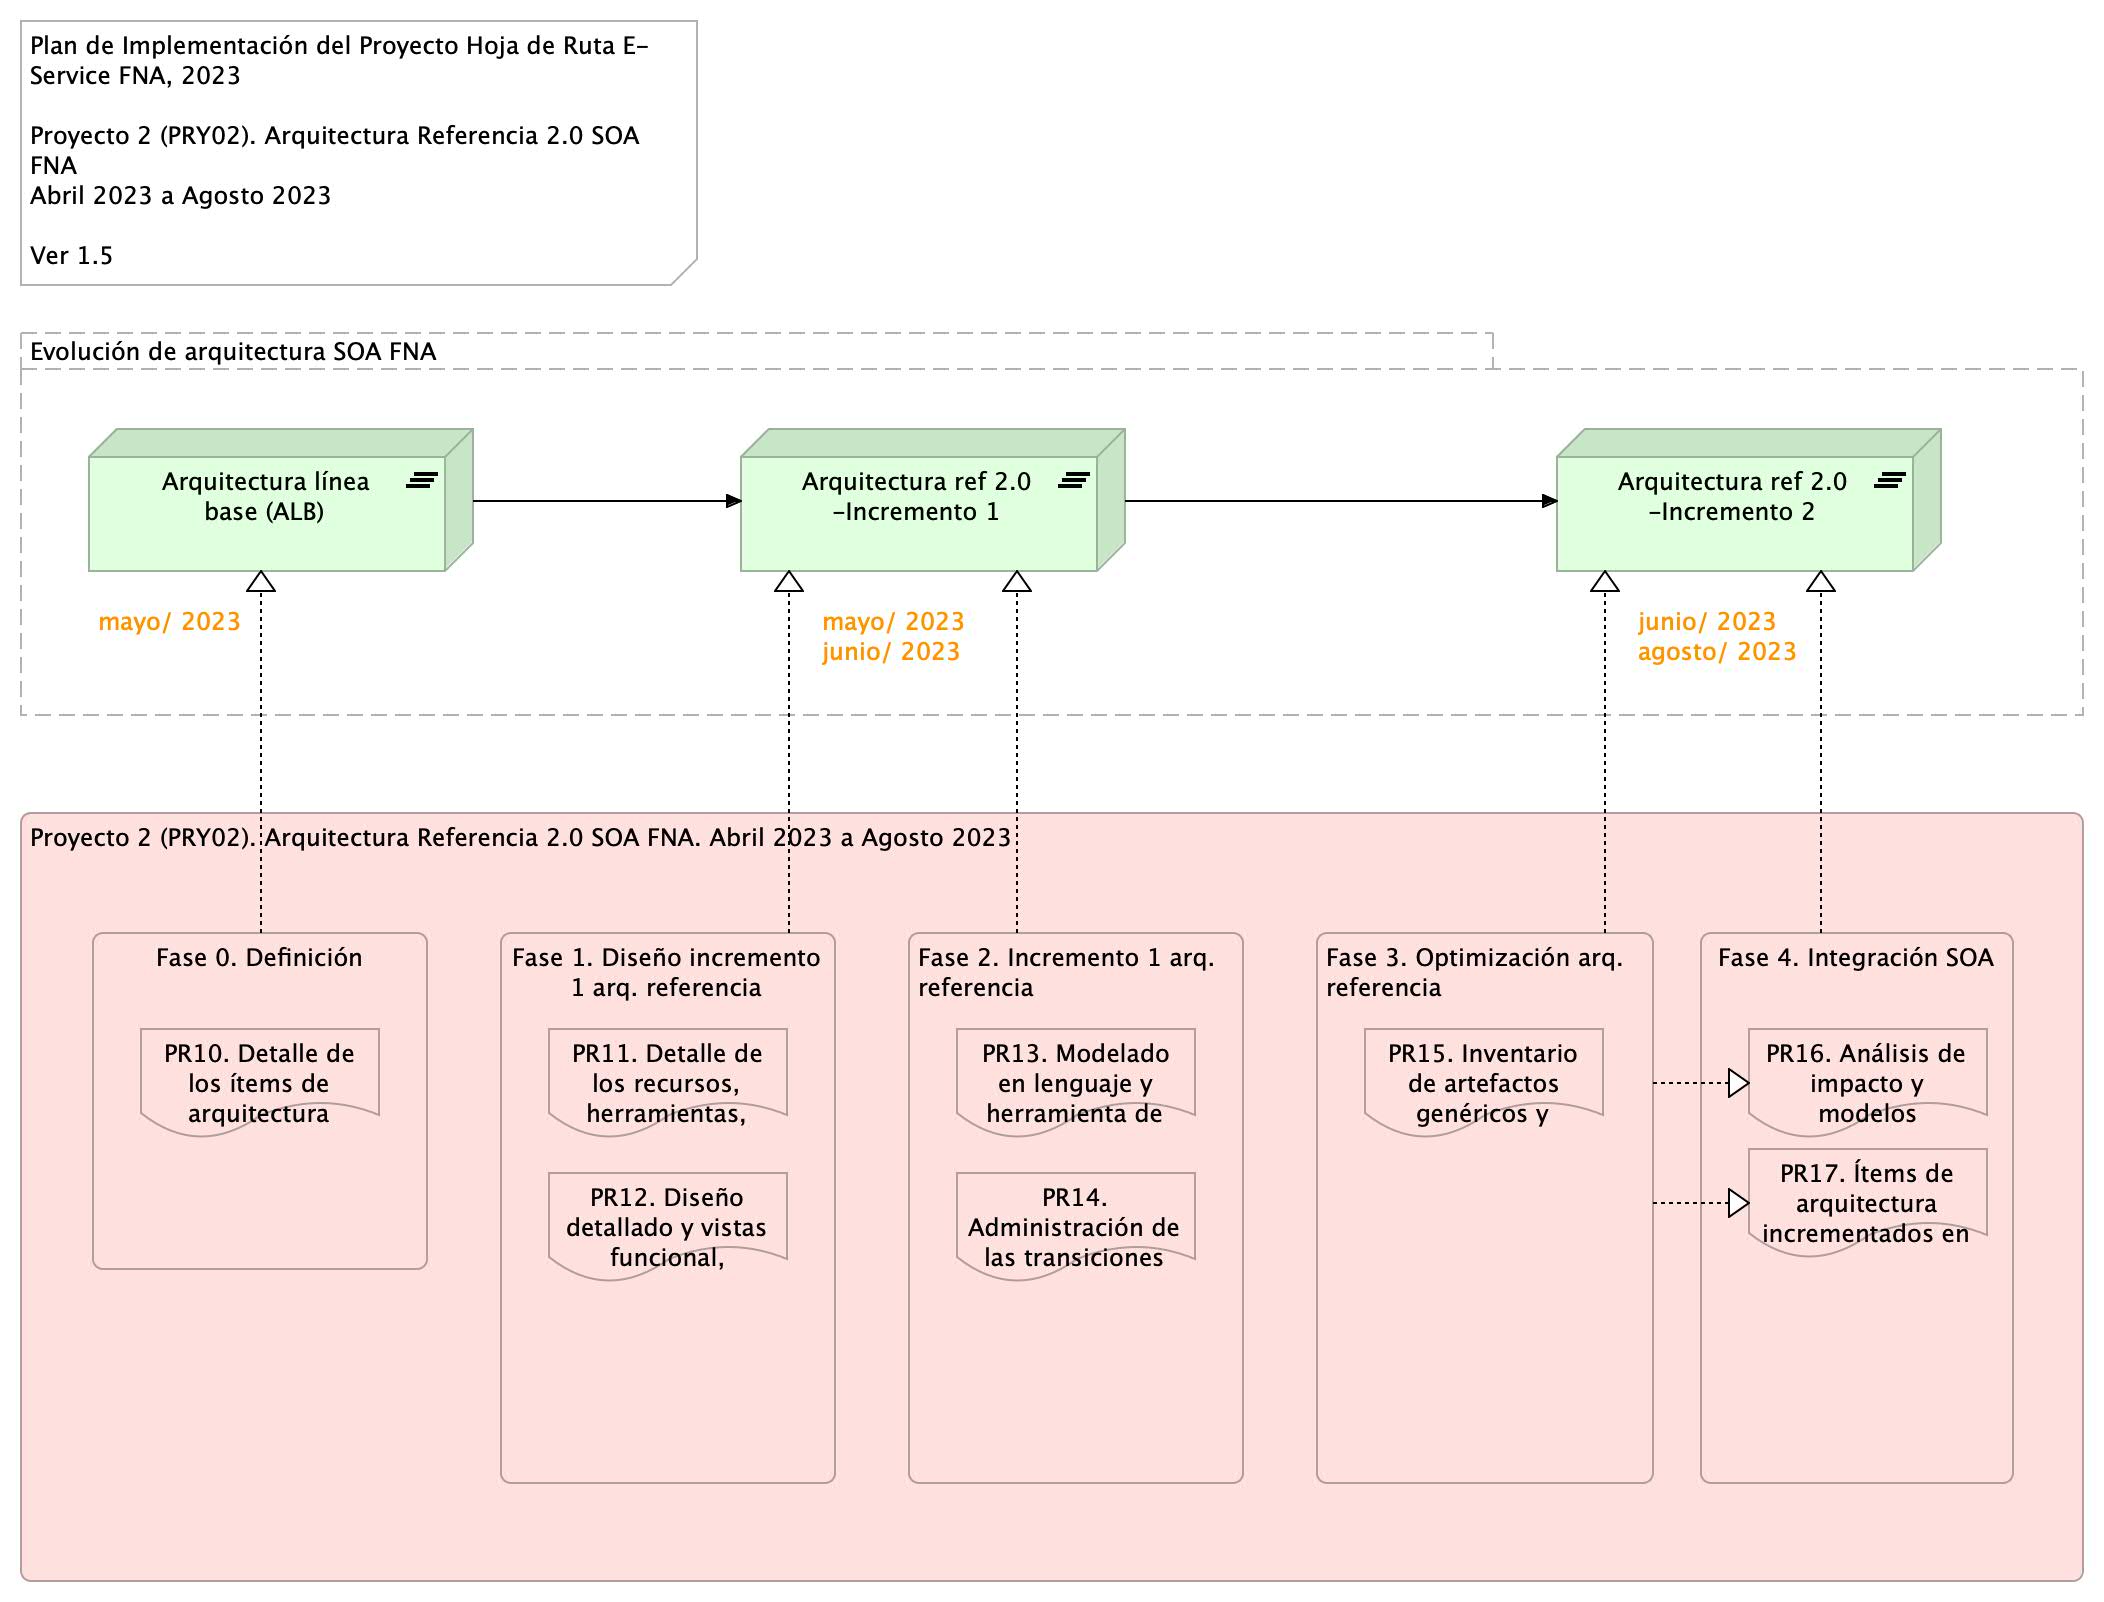 Plan de Implementación del Proyecto Hoja de Ruta E-
Service FNA, 2023
Proyecto 2 (PRY02). Arquitectura Referencia 2.0 SOA
FNA
Abril 2023 a Agosto 2023
Ver 1.5
Evolución de arquitectura SOA FNA
Arquitectura línea
base (ALB)
Arquitectura ref 2.0
-Incremento 1
Arquitectura ref 2.0
-Incremento 2
mayo/ 2023
mayo/ 2023
junio/ 2023
junio/ 2023
agosto/ 2023
Proyecto 2 (PRY02). Arquitectura Referencia 2.0 SOA FNA. Abril 2023 a Agosto 2023
Fase 0. Definición
PR10. Detalle de
los ítems de
arquitectura
Fase 1. Diseño incremento
1 arq. referencia
PR11. Detalle de
los recursos,
herramientas,
PR12. Diseño
detallado y vistas
funcional,
Fase 2. Incremento 1 arq.
referencia
PR13. Modelado
en lenguaje y
herramienta de
PR14.
Administración de
las transiciones
Fase 3. Optimización arq.
referencia
PR15. Inventario
de artefactos
genéricos y
Fase 4. Integración SOA
PR16. Análisis de
impacto y
modelos
PR17. Ítems de
arquitectura
incrementados en